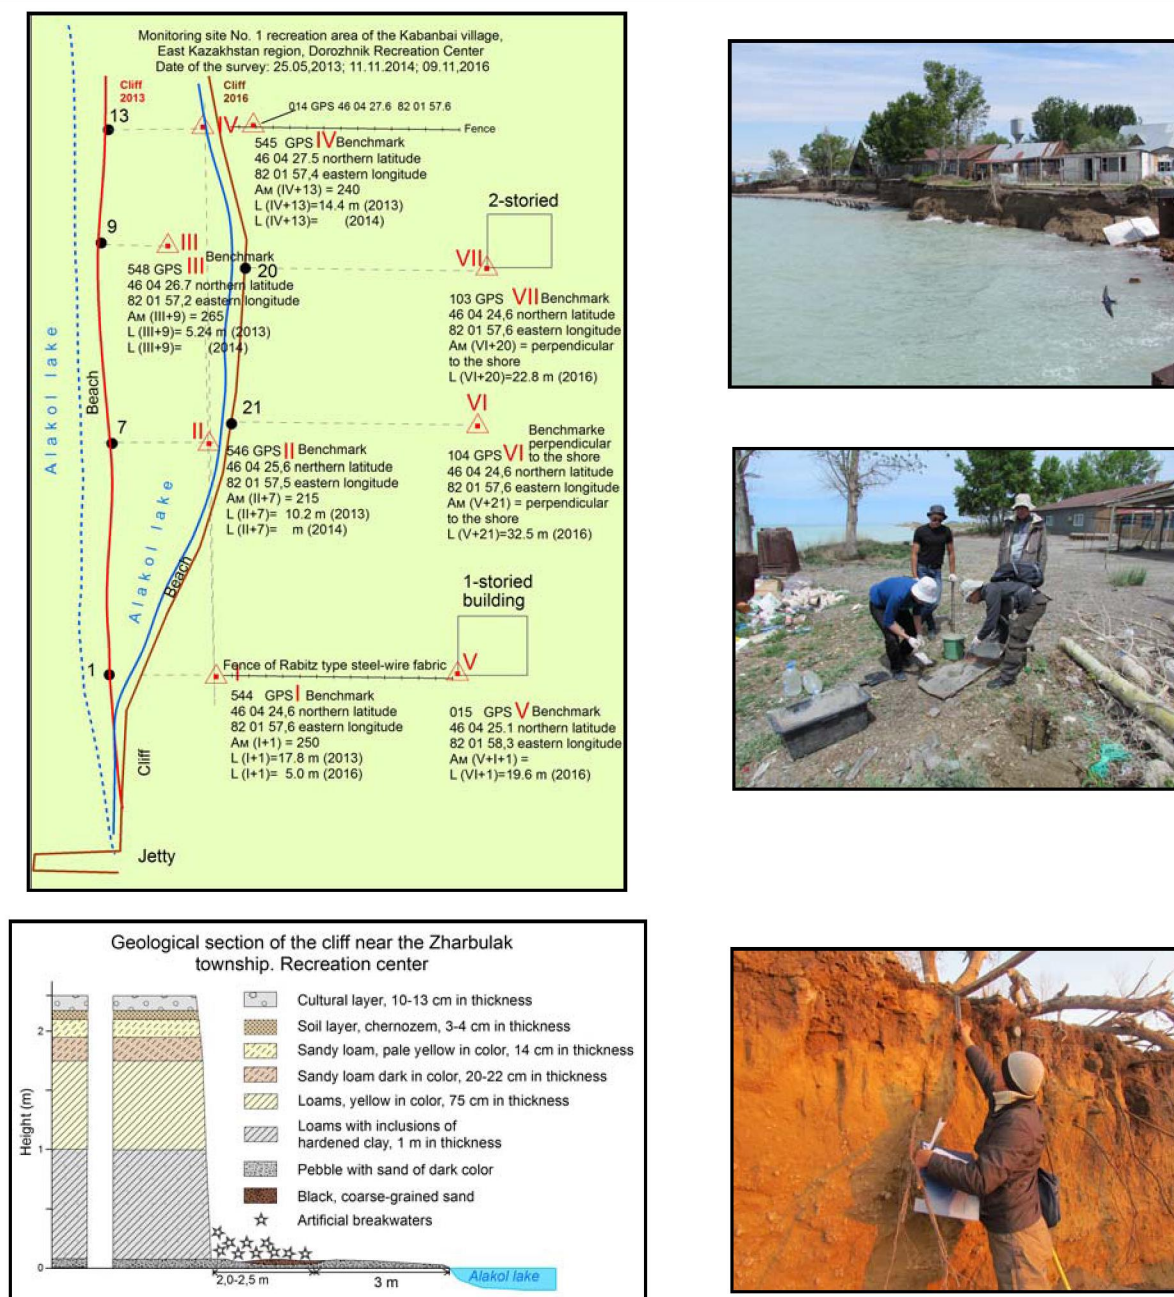 Monitoring site No. 1 recreation area of the Kabanbai village,
East Kazakhstan region, Dorozhnik Recreation Center
Date of the survey: 25.05,2013; 11.11.2014; 09.11,2016
Cliff
2013
Cliff
2016
014 GPS 46 04 27.6 82 01 57.6
13
IV
Fence
545 GPS IV Benchmark
46 04 27.5 northern latitude
82 01 57,4 eastern longitude
Aм (IV+13) = 240
L (IV+13)=14.4 m (2013)
L (IV+13)= (2014)
2-storied
9
III
Benchmark
548 GPS III
46 04 26.7 northern latitude
82 01 57,2 eastern longitude
Aм (III+9) = 265
L (III+9)= 5.24 m (2013)
L (III+9)= (2014)
20
VII
103 GPS VII Benchmark
46 04 24,6 northern latitude
82 01 57,6 eastern longitude
Aм (VI+20) = perpendicular
to the shore
L (VI+20)=22.8 m (2016)
Alakol lake
Beach
7
II
21
VI
546 GPS II Benchmark
46 04 25,6 nerthern latitude
82 01 57,5 eastern longitude
Aм (II+7) = 215
L (II+7)= 10.2 m (2013)
L (II+7)= m (2014)
Benchmarke
perpendicular
104 GPS VI to the shore
46 04 24,6 northern latitude
82 01 57,6 eastern longitude
Aм (V+21) = perpendicular
to the shore
L (V+21)=32.5 m (2016)
Alakol lake
Beach
1-storied
building
1
Fence of Rabitz type steel-wire fabric
I
V
544 GPS I Benchmark
46 04 24,6 northern latitude
82 01 57,6 eastern longitude
Aм (I+1) = 250
L (I+1)=17.8 m (2013)
L (I+1)= 5.0 m (2016)
015 GPS V Benchmark
46 04 25.1 northern latitude
82 01 58,3 eastern longitude
Aм (V+I+1) =
L (VI+1)=19.6 m (2016)
Cliff
Jetty
Geological section of the cliff near the Zharbulak
township. Recreation center
Height (m)
2
1
0
Cultural layer, 10-13 cm in thickness
Soil layer, chernozem, 3-4 cm in thickness
Sandy loam, pale yellow in color, 14 cm in thickness
Sandy loam dark in color, 20-22 cm in thickness
Loams, yellow in color, 75 cm in thickness
Loams with inclusions of
hardened clay, 1 m in thickness
Pebble with sand of dark color
Black, coarse-grained sand
Artificial breakwaters
2,0-2,5 m
3 m
Alakol lake